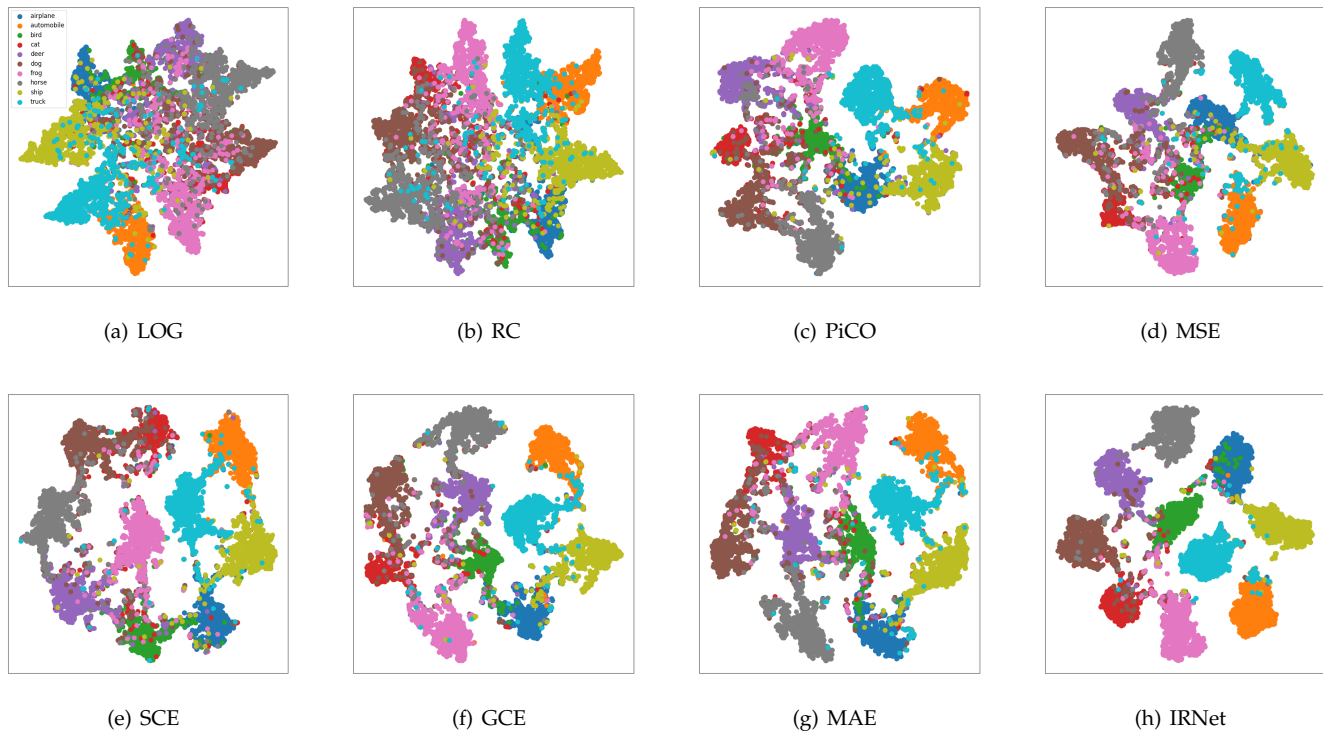 airplane
automobile
bird
cat
deer
dog
frog
horse
ship
truck
(a) LOG
(b) RC
(c) PiCO
(d) MSE
(e) SCE
(f) GCE
(g) MAE
(h) IRNet